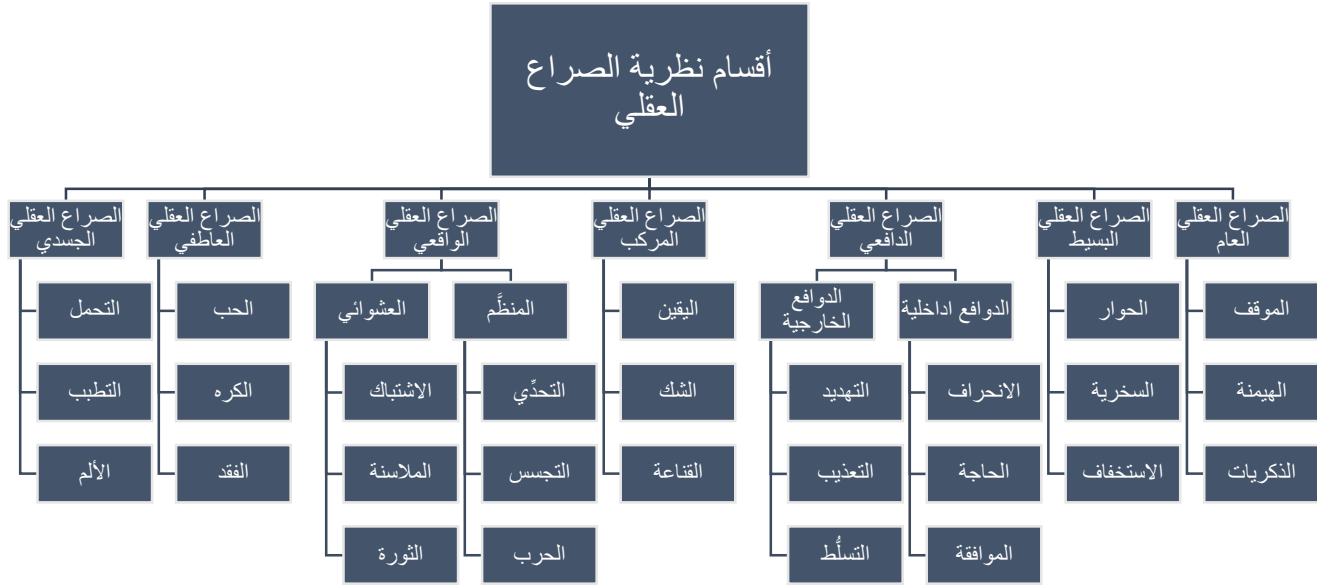 أقسام نظرية الصراع
العقلي
الصراع العقلي
العام
الموقف
الهيمنة
الذكريات
الصراع العقلي
البسيط
الحوار
السخرية
الاستخفاف
الصراع العقلي
الدافعي
الدوافع اداخلية
الانحراف
الحاجة
الموافقة
الدوافع
الخارجية
التهديد
التعذيب
التسلُّط
الصراع العقلي
المركب
اليقين
الشك
القناعة
الصراع العقلي
الواقعي
المنظَّم
التحدِّي
التجسس
الحرب
العشوائي
الاشتباك
الملاسنة
الثورة
الصراع العقلي
العاطفي
الحب
الكره
الفقد
الصراع العقلي
الجسدي
التحمل
التطبب
الألم